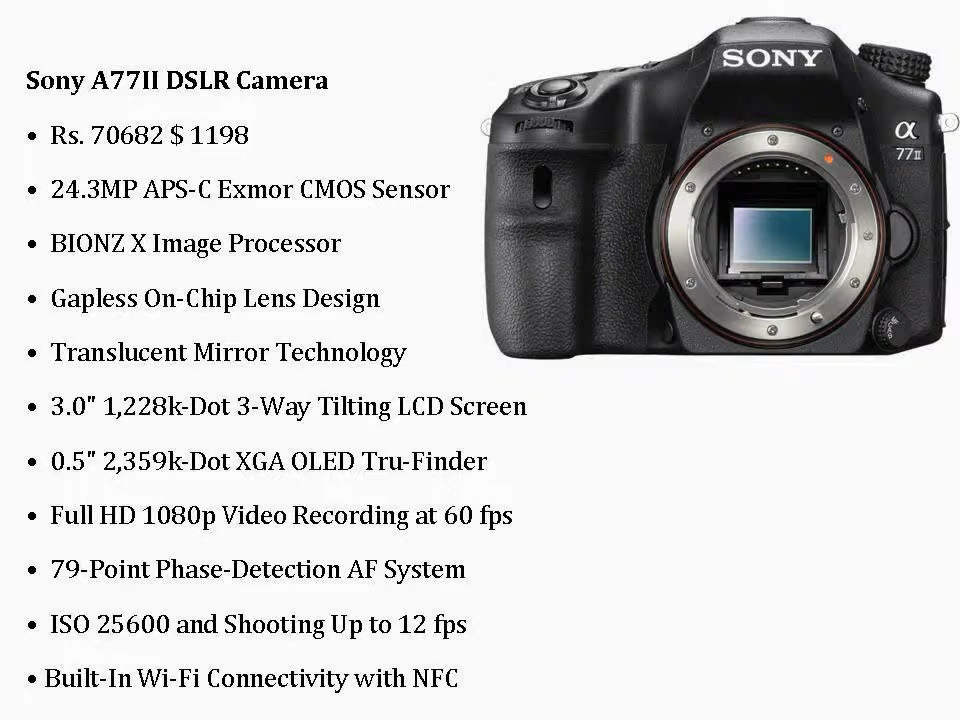 Sony A77II DSLR Camera
• Rs. 70682 $ 1198
• 24.3MP APS-C Exmor CMOS Sensor
• BIONZ X Image Processor
• Gapless On-Chip Lens Design
• Translucent Mirror Technology
• 3.0" 1,228k-Dot 3-Way Tilting LCD Screen
• 0.5" 2,359k-Dot XGA OLED Tru-Finder
• Full HD 1080p Video Recording at 60 fps
• 79-Point Phase-Detection AF System
• ISO 25600 and Shooting Up to 12 fps
• Built-In Wi-Fi Connectivity with NFC
SONY
α
77II